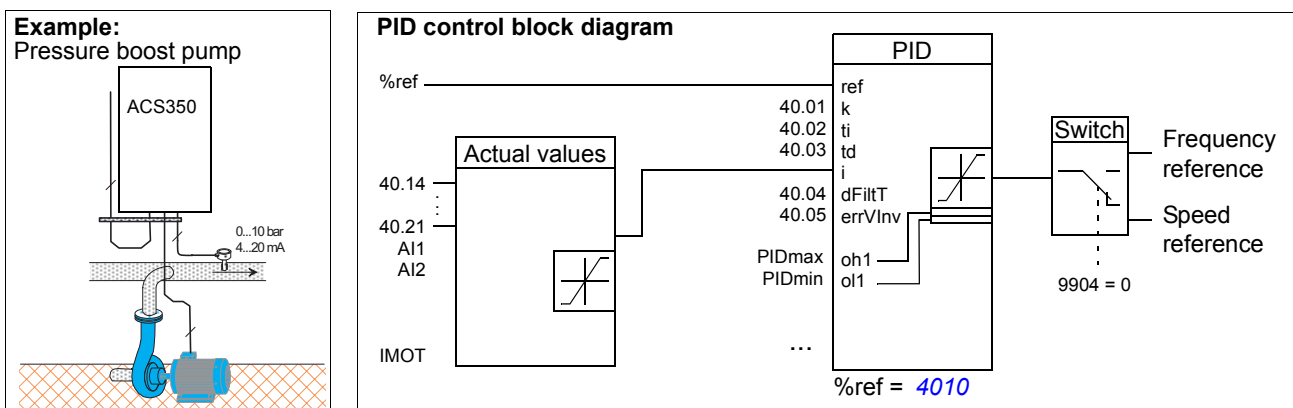 Example:
Pressure boost pump
ACS350
0...10 bar
4...20 mA
PID control block diagram
%ref
Actual values
40.14
40.21
AI1
AI2
IMOT
PID
ref
40.01 k
40.02 ti
40.03 td
i
40.04 dFiltT
40.05 errVInv
PIDmax oh1
PIDmin ol1
...
%ref = 4010
Switch
Frequency
reference
Speed
reference
9904 = 0